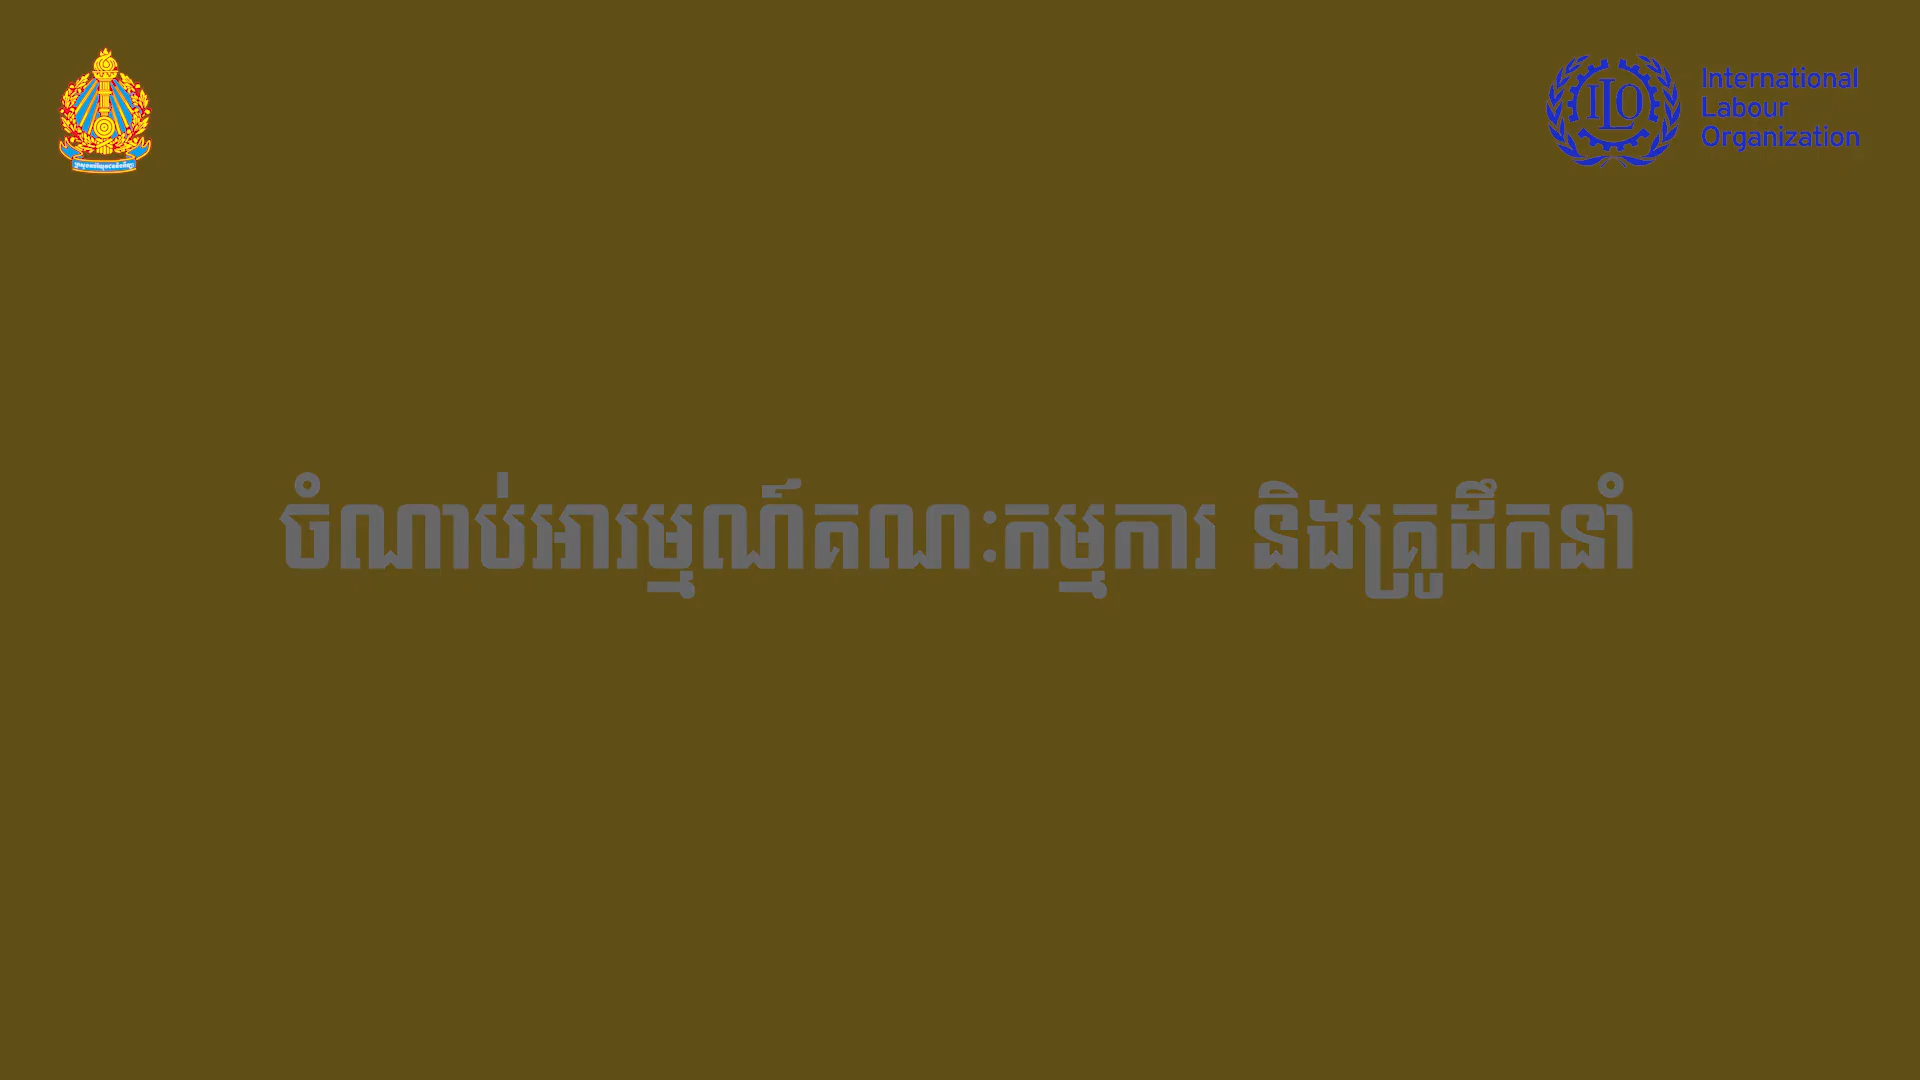 International
Labour
Organization
ILO
ចំណាប់អារម្មណ៍គណៈកម្មការ និងគ្រូដឹកនាំ